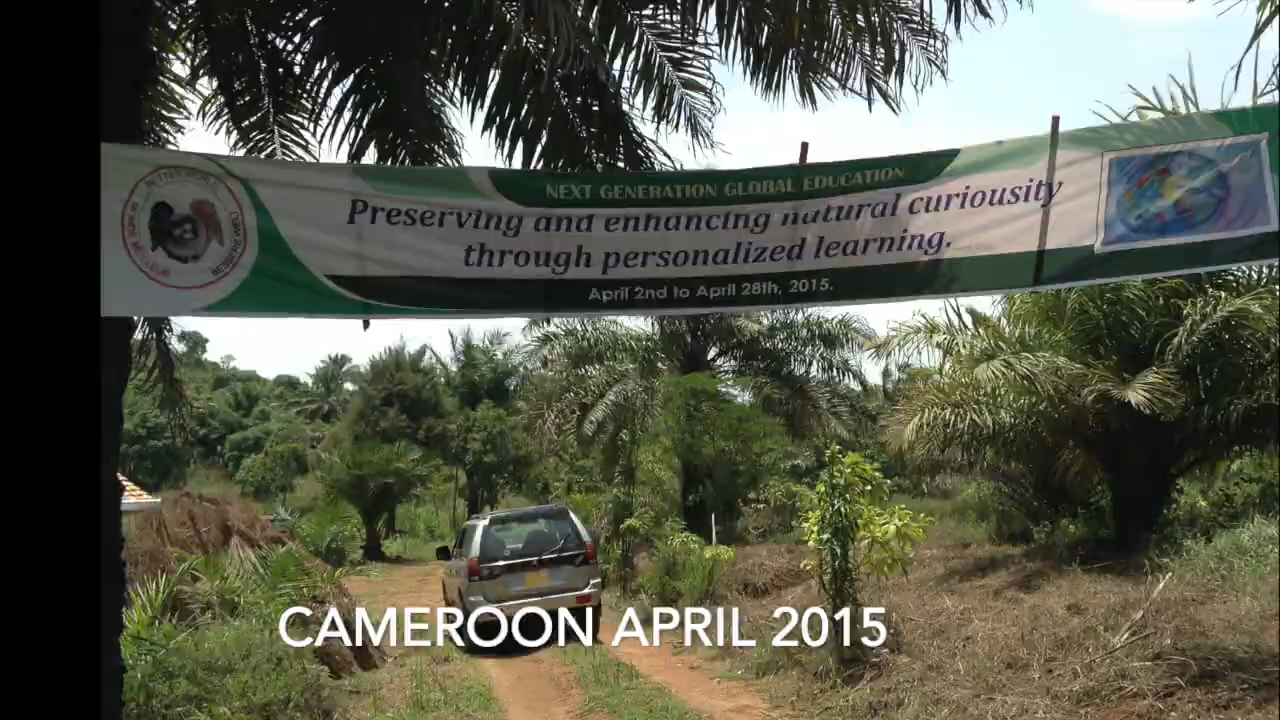 NEXT GENERATION GLOBAL EDUCATION
Preserving and enhancing natural curiousity
through personalized learning.
April 2nd to April 28th, 2015.
CAMEROON APRIL 2015